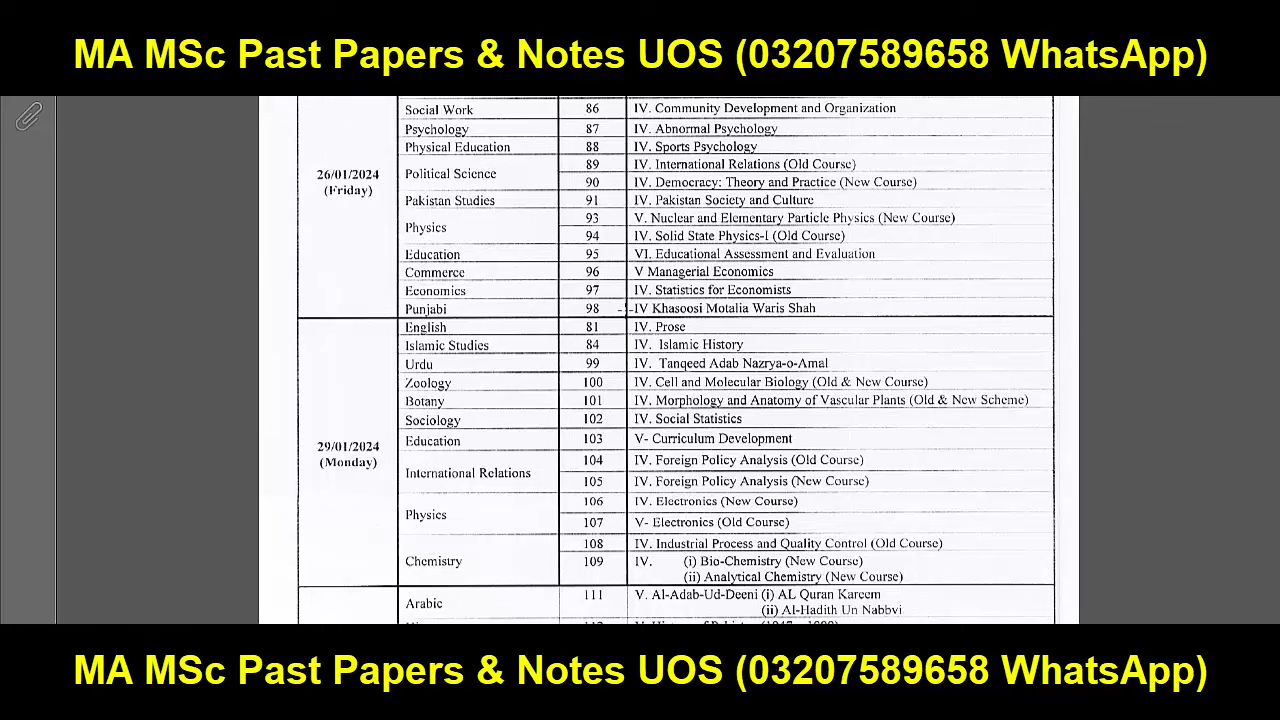 MA MSc Past Papers & Notes UOS (03207589658 WhatsApp)
Social Work 86 IV. Community Development and Organization
Psychology 87 IV. Abnormal Psychology
Physical Education 88 IV. Sports Psychology
26/01/2024 (Friday) Political Science 89 IV. International Relations (Old Course)
90 IV. Democracy: Theory and Practice (New Course)
Pakistan Studies 91 IV. Pakistan Society and Culture
Physics 93 V. Nuclear and Elementary Particle Physics (New Course)
94 IV. Solid State Physics-I (Old Course)
Education 95 VI. Educational Assessment and Evaluation
Commerce 96 V Managerial Economics
Economics 97 IV. Statistics for Economists
Punjabi 98 IV Khasoosi Motalia Waris Shah
English 81 IV. Prose
Islamic Studies 84 IV. Islamic History
Urdu 99 IV. Tanqeed Adab Nazrya-o-Amal
Zoology 100 IV. Cell and Molecular Biology (Old & New Course)
Botany 101 IV. Morphology and Anatomy of Vascular Plants (Old & New Scheme)
Sociology 102 IV. Social Statistics
29/01/2024 (Monday) Education 103 V- Curriculum Development
International Relations 104 IV. Foreign Policy Analysis (Old Course)
105 IV. Foreign Policy Analysis (New Course)
Physics 106 IV. Electronics (New Course)
107 V- Electronics (Old Course)
Chemistry 108 IV. Industrial Process and Quality Control (Old Course)
109 IV. (i) Bio-Chemistry (New Course)
(ii) Analytical Chemistry (New Course)
Arabic 111 V. Al-Adab-Ud-Deeni (i) AL Quran Kareem
(ii) Al-Hadith Un Nabbvi
MA MSc Past Papers & Notes UOS (03207589658 WhatsApp)